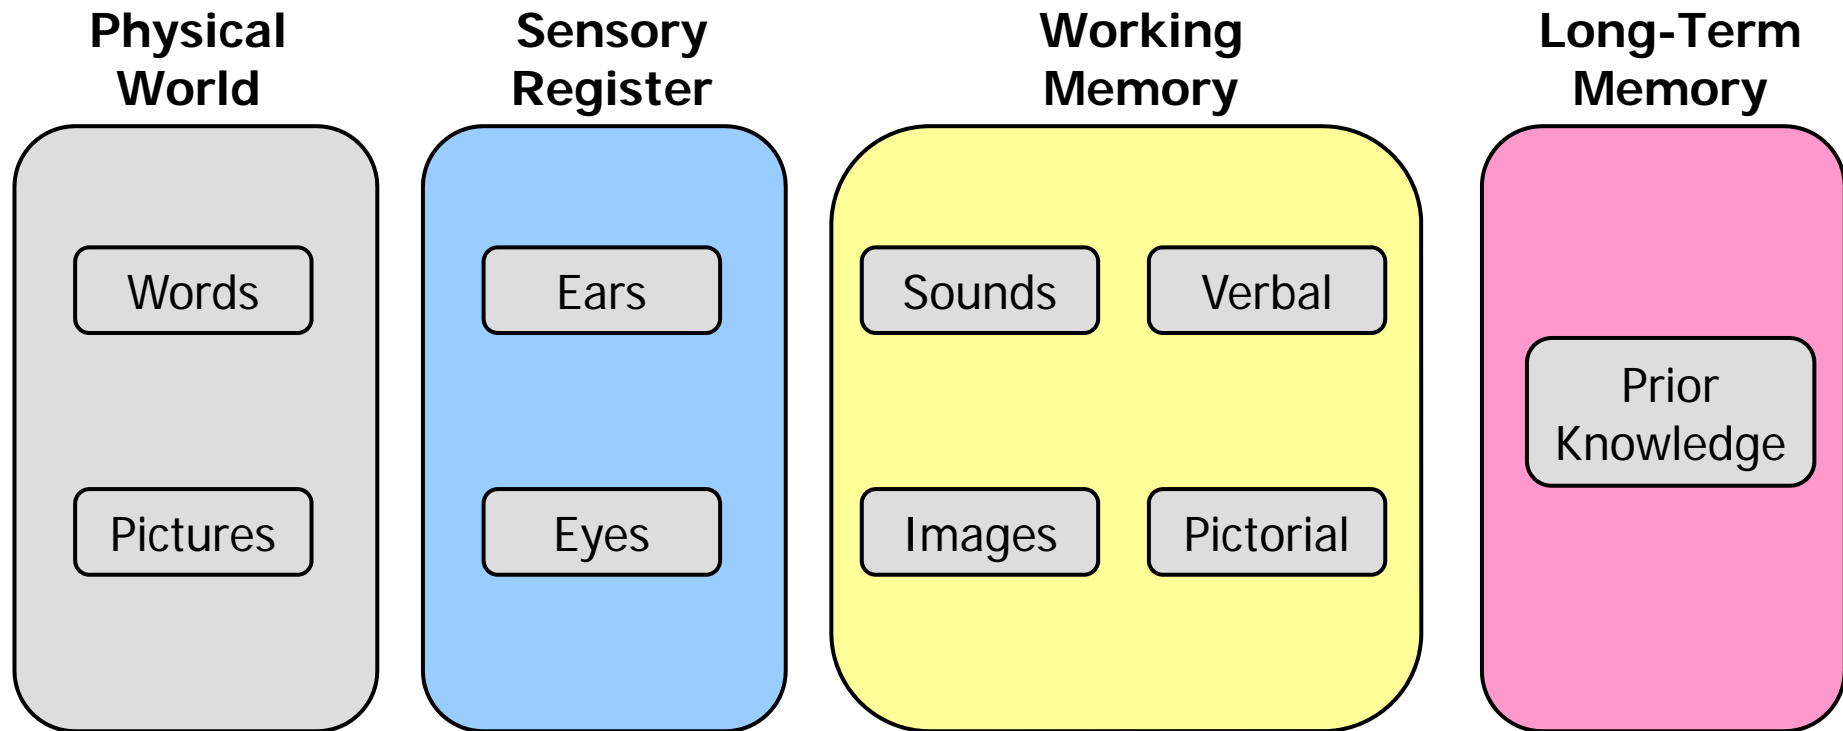 Physical
World
Sensory
Register
Working
Memory
Long-Term
Memory
Words
Ears
Sounds
Verbal
Prior
Knowledge
Pictures
Eyes
Images
Pictorial